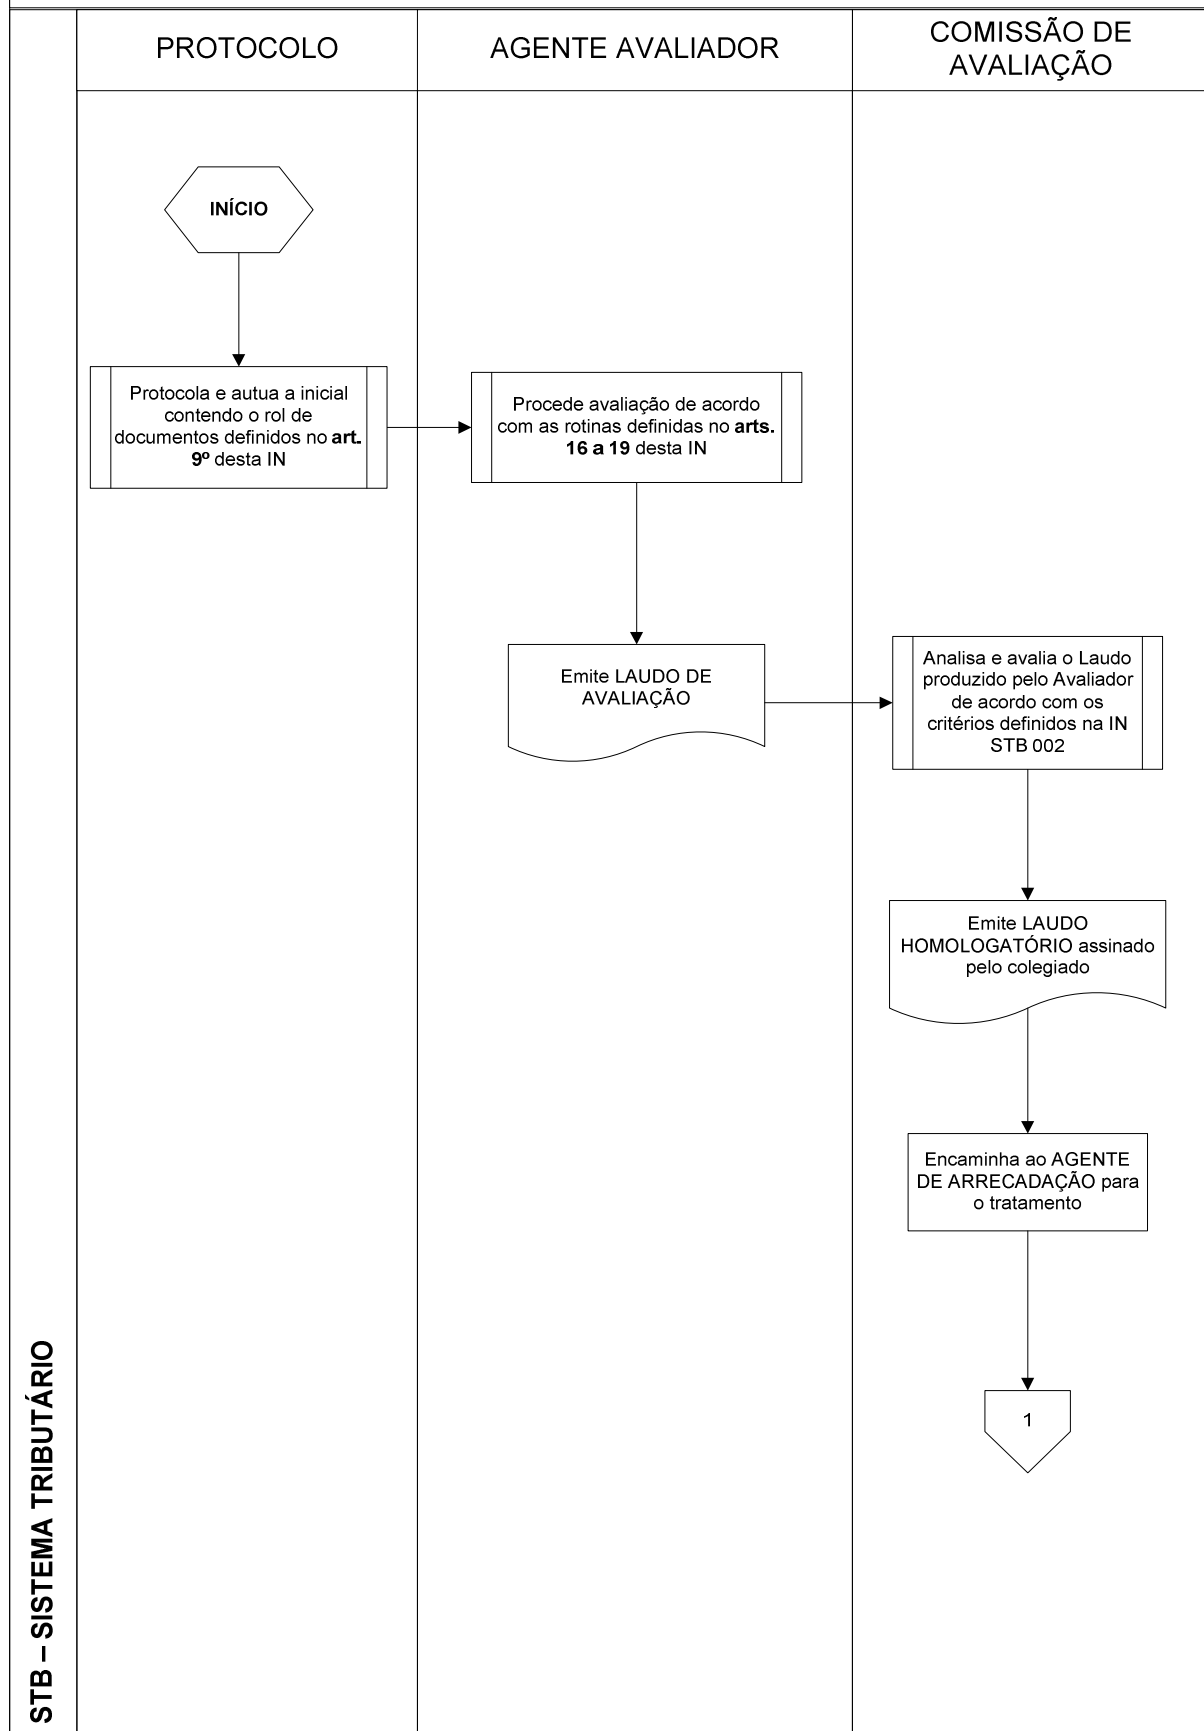 PROTOCOLO
AGENTE AVALIADOR
COMISSÃO DE
AVALIAÇÃO
INÍCIO
Protocola e autua a inicial
contendo o rol de
documentos definidos no art.
9º desta IN
Procede avaliação de acordo
com as rotinas definidas no arts.
16 a 19 desta IN
Emite LAUDO DE
AVALIAÇÃO
Analisa e avalia o Laudo
produzido pelo Avaliador
de acordo com os
critérios definidos na IN
STB 002
Emite LAUDO
HOMOLOGATÓRIO assinado
pelo colegiado
Encaminha ao AGENTE
DE ARRECADAÇÃO para
o tratamento
1
STB – SISTEMA TRIBUTÁRIO